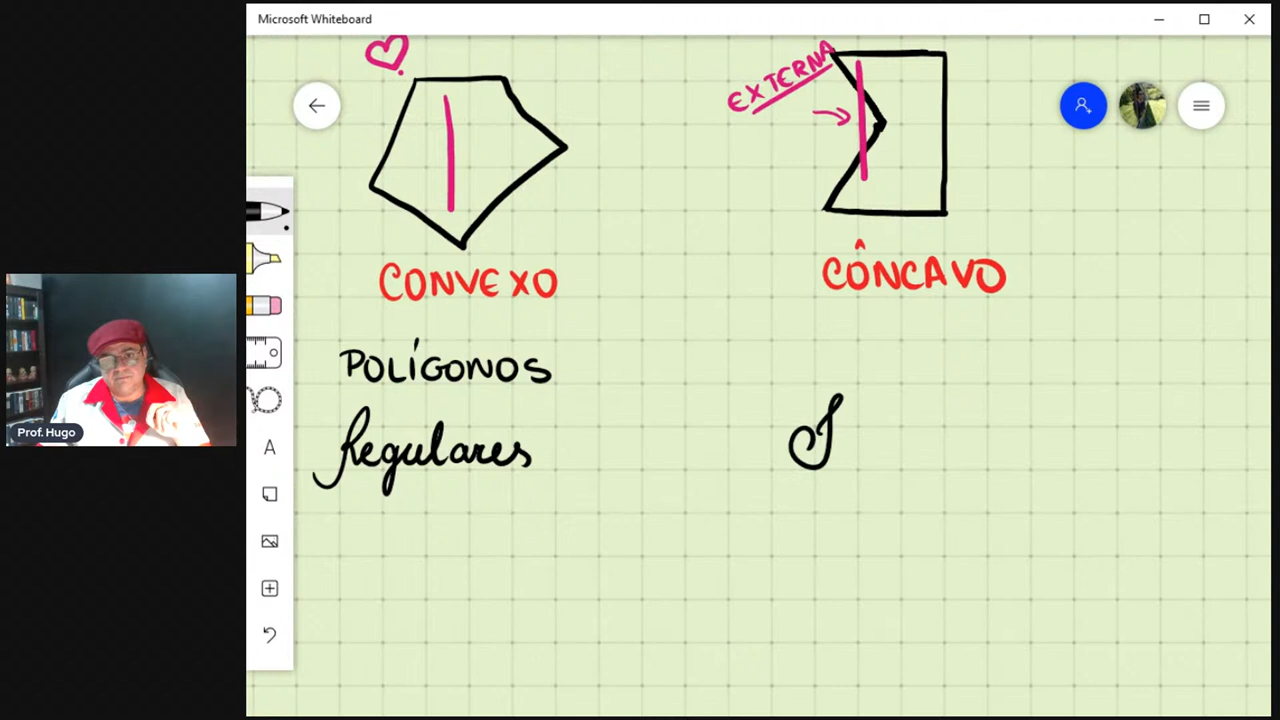 Microsoft Whiteboard
EXTERNA
CONVEXO
CÔNCAVO
POLÍGONOS
Regulares
I
A
Prof. Hugo